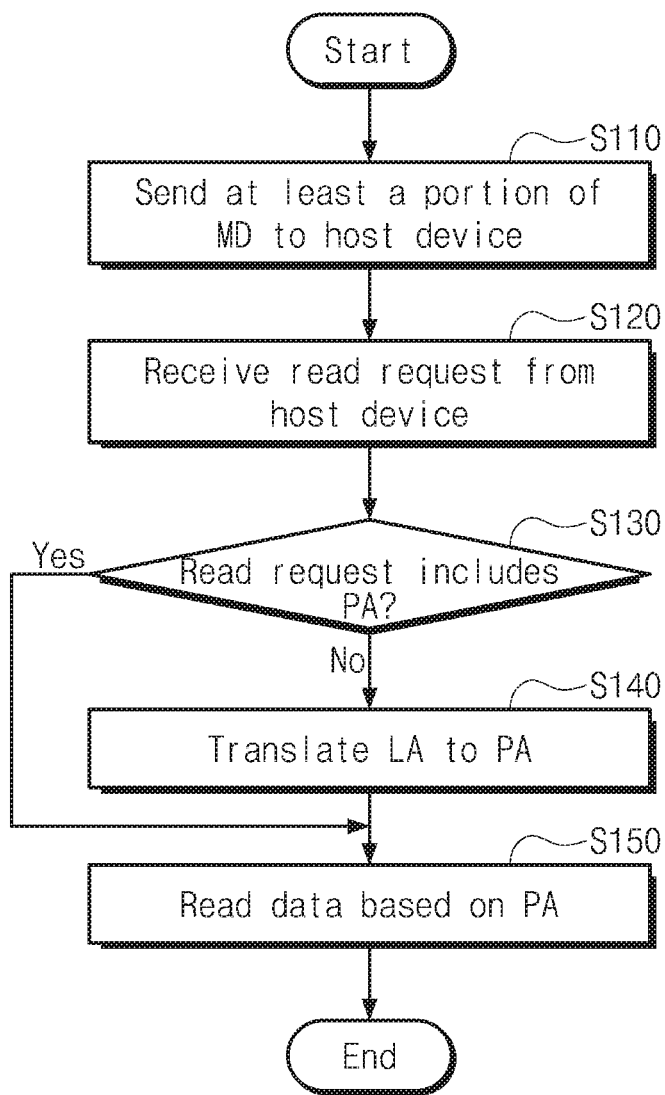 Start
S110
Send at least a portion of
MD to host device
S120
Receive read request from
host device
S130
Yes
Read request includes
PA?
No
S140
Translate LA to PA
S150
Read data based on PA
End